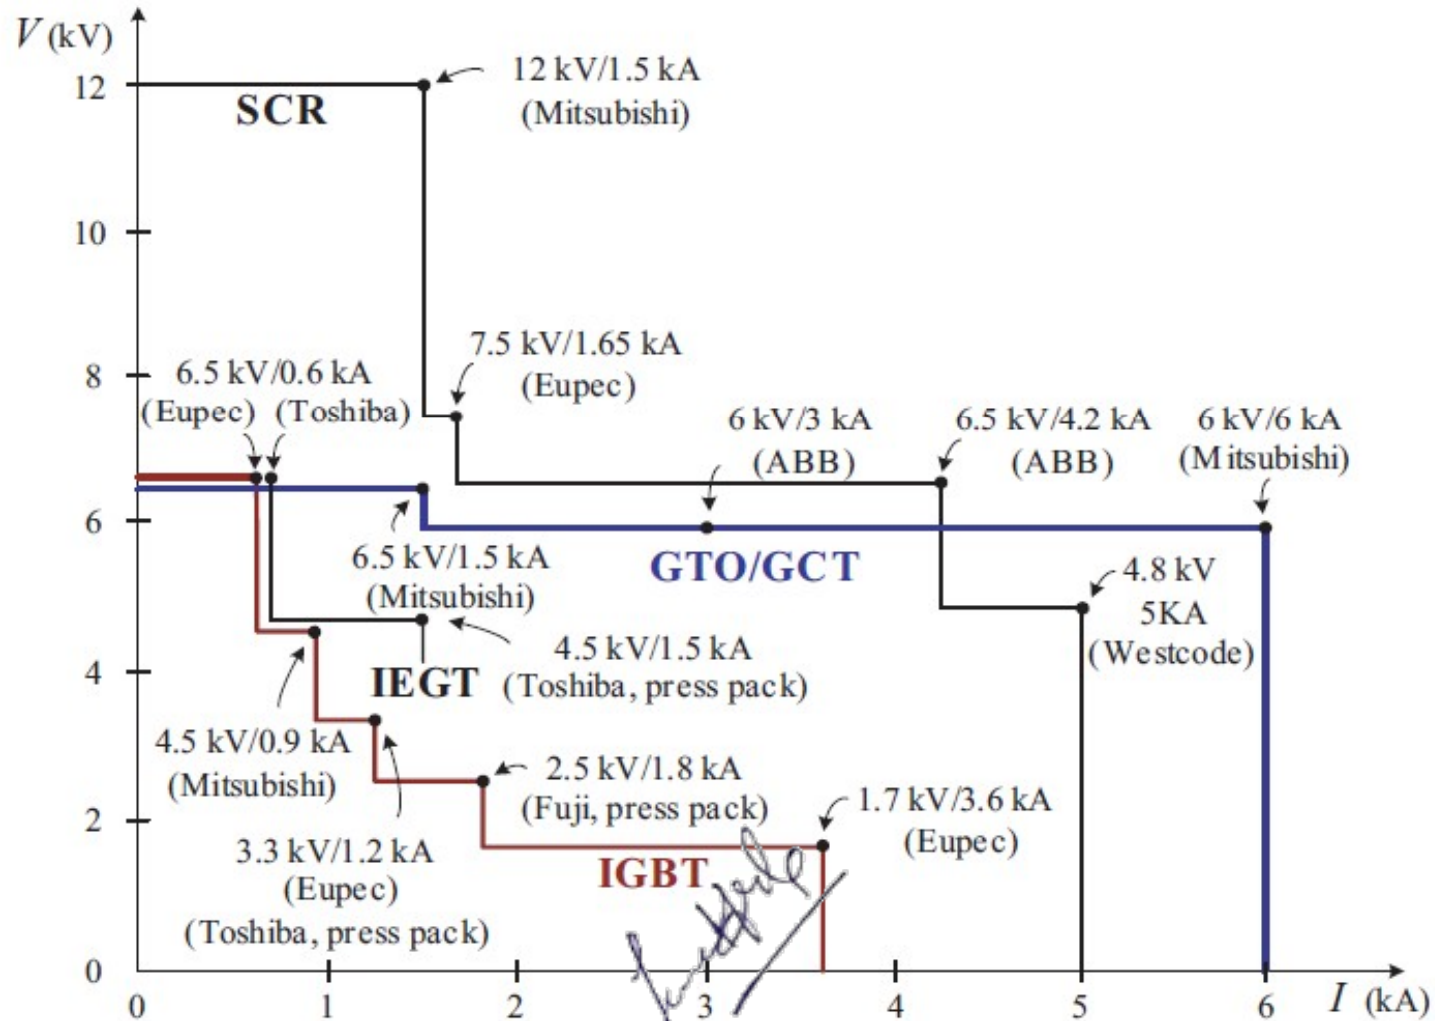 V (kV)
12
10
8
6
4
2
0
0
1
2
3
4
5
6
I (kA)
12 kV/1.5 kA
(Mitsubishi)
SCR
7.5 kV/1.65 kA
(Eupec)
6.5 kV/0.6 kA
(Eupec) (Toshiba)
6 kV/3 kA
(ABB)
6.5 kV/4.2 kA
(ABB)
6 kV/6 kA
(Mitsubishi)
6.5 kV/1.5 kA
(Mitsubishi)
GTO/GCT
4.8 kV
5KA
(Westcode)
4.5 kV/1.5 kA
(Toshiba, press pack)
IEGT
4.5 kV/0.9 kA
(Mitsubishi)
2.5 kV/1.8 kA
(Fuji, press pack)
1.7 kV/3.6 kA
(Eupec)
3.3 kV/1.2 kA
(Eupec)
(Toshiba, press pack)
IGBT